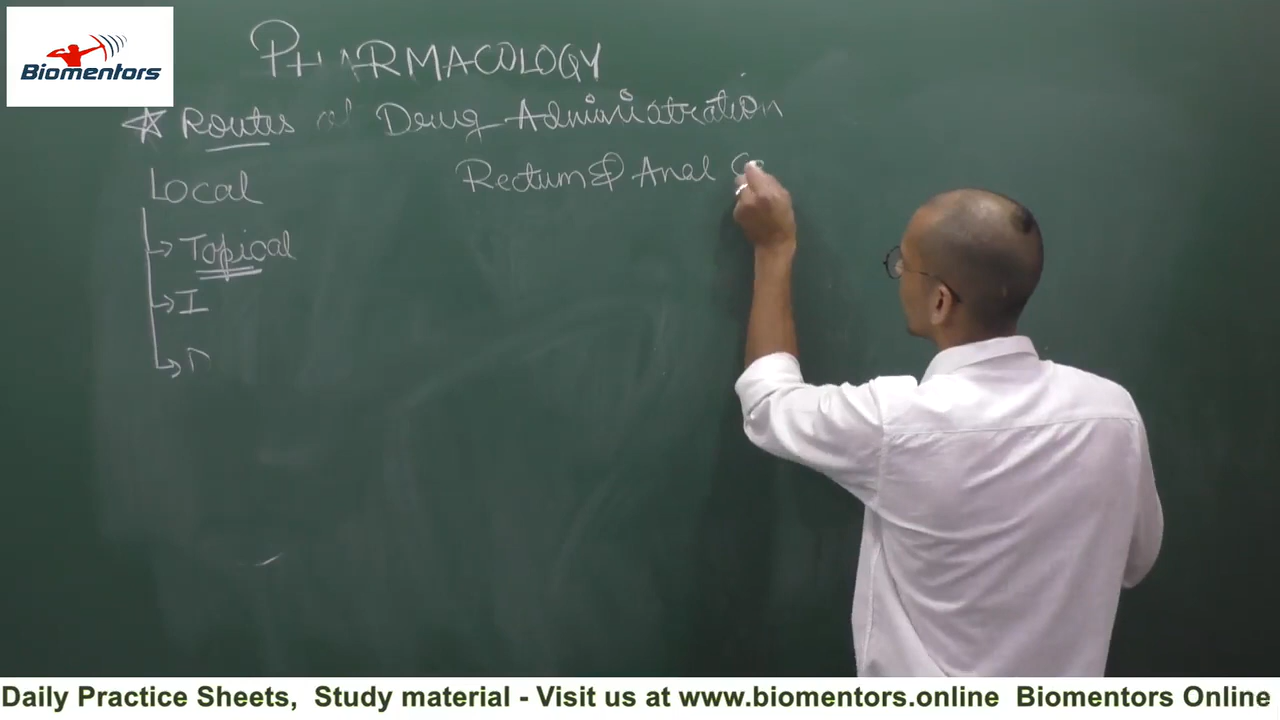 Biomentors
PHARMACOLOGY
Routes of Drug Administration
Rectum & Anal Ca
Local
Topical
I
Daily Practice Sheets, Study material - Visit us at www.biomentors.online Biomentors Online